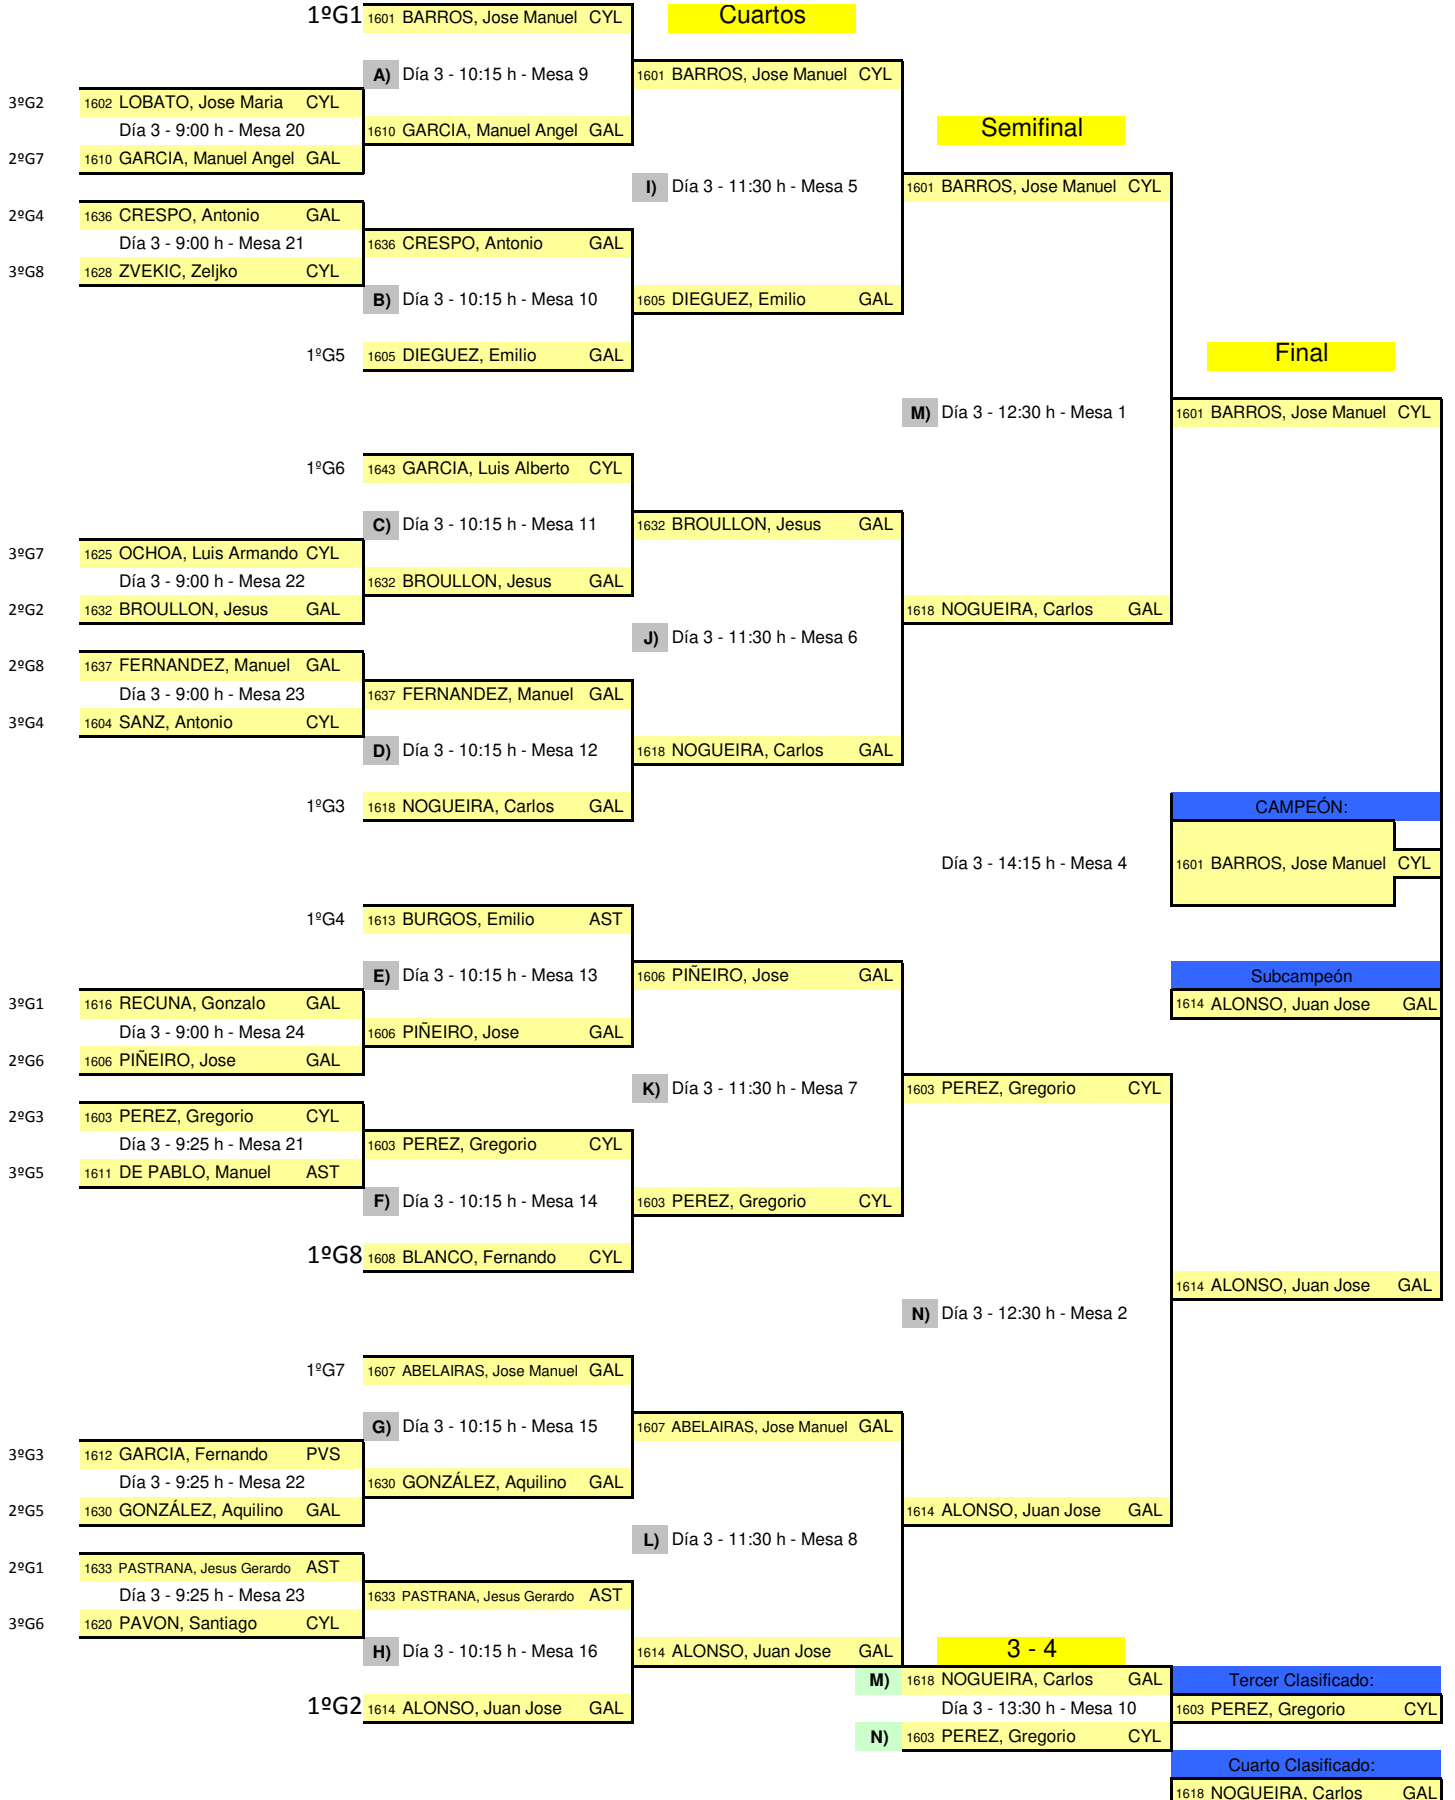 1ºG1 1601 BARROS, Jose Manuel CYL Cuartos
A) Día 3 - 10:15 h - Mesa 9 1601 BARROS, Jose Manuel CYL
3ºG2 1602 LOBATO, Jose Maria CYL
Día 3 - 9:00 h - Mesa 20 1610 GARCIA, Manuel Angel GAL Semifinal
2ºG7 1610 GARCIA, Manuel Angel GAL
I) Día 3 - 11:30 h - Mesa 5 1601 BARROS, Jose Manuel CYL
2ºG4 1636 CRESPO, Antonio GAL
Día 3 - 9:00 h - Mesa 21 1636 CRESPO, Antonio GAL
3ºG8 1628 ZVEKIC, Zeljko CYL
B) Día 3 - 10:15 h - Mesa 10 1605 DIEGUEZ, Emilio GAL
1ºG5 1605 DIEGUEZ, Emilio GAL Final
M) Día 3 - 12:30 h - Mesa 1 1601 BARROS, Jose Manuel CYL
1ºG6 1643 GARCIA, Luis Alberto CYL
C) Día 3 - 10:15 h - Mesa 11 1632 BROULLON, Jesus GAL
3ºG7 1625 OCHOA, Luis Armando CYL
Día 3 - 9:00 h - Mesa 22 1632 BROULLON, Jesus GAL
2ºG2 1632 BROULLON, Jesus GAL 1618 NOGUEIRA, Carlos GAL
J) Día 3 - 11:30 h - Mesa 6
2ºG8 1637 FERNANDEZ, Manuel GAL
Día 3 - 9:00 h - Mesa 23 1637 FERNANDEZ, Manuel GAL
3ºG4 1604 SANZ, Antonio CYL
D) Día 3 - 10:15 h - Mesa 12 1618 NOGUEIRA, Carlos GAL
1ºG3 1618 NOGUEIRA, Carlos GAL CAMPEÓN:
Día 3 - 14:15 h - Mesa 4 1601 BARROS, Jose Manuel CYL
1ºG4 1613 BURGOS, Emilio AST
E) Día 3 - 10:15 h - Mesa 13 1606 PIÑEIRO, Jose GAL Subcampeón
3ºG1 1616 RECUNA, Gonzalo GAL 1614 ALONSO, Juan Jose GAL
Día 3 - 9:00 h - Mesa 24 1606 PIÑEIRO, Jose GAL
2ºG6 1606 PIÑEIRO, Jose GAL
K) Día 3 - 11:30 h - Mesa 7 1603 PEREZ, Gregorio CYL
2ºG3 1603 PEREZ, Gregorio CYL
Día 3 - 9:25 h - Mesa 21 1603 PEREZ, Gregorio CYL
3ºG5 1611 DE PABLO, Manuel AST
F) Día 3 - 10:15 h - Mesa 14 1603 PEREZ, Gregorio CYL
1ºG8 1608 BLANCO, Fernando CYL
1614 ALONSO, Juan Jose GAL
N) Día 3 - 12:30 h - Mesa 2
1ºG7 1607 ABELAIRAS, Jose Manuel GAL
G) Día 3 - 10:15 h - Mesa 15 1607 ABELAIRAS, Jose Manuel GAL
3ºG3 1612 GARCIA, Fernando PVS
Día 3 - 9:25 h - Mesa 22 1630 GONZÁLEZ, Aquilino GAL
2ºG5 1630 GONZÁLEZ, Aquilino GAL 1614 ALONSO, Juan Jose GAL
L) Día 3 - 11:30 h - Mesa 8
2ºG1 1633 PASTRANA, Jesus Gerardo AST
Día 3 - 9:25 h - Mesa 23 1633 PASTRANA, Jesus Gerardo AST
3ºG6 1620 PAVON, Santiago CYL
H) Día 3 - 10:15 h - Mesa 16 1614 ALONSO, Juan Jose GAL 3 - 4
M) 1618 NOGUEIRA, Carlos GAL Tercer Clasificado:
1ºG2 1614 ALONSO, Juan Jose GAL Día 3 - 13:30 h - Mesa 10 1603 PEREZ, Gregorio CYL
N) 1603 PEREZ, Gregorio CYL
Cuarto Clasificado:
1618 NOGUEIRA, Carlos GAL